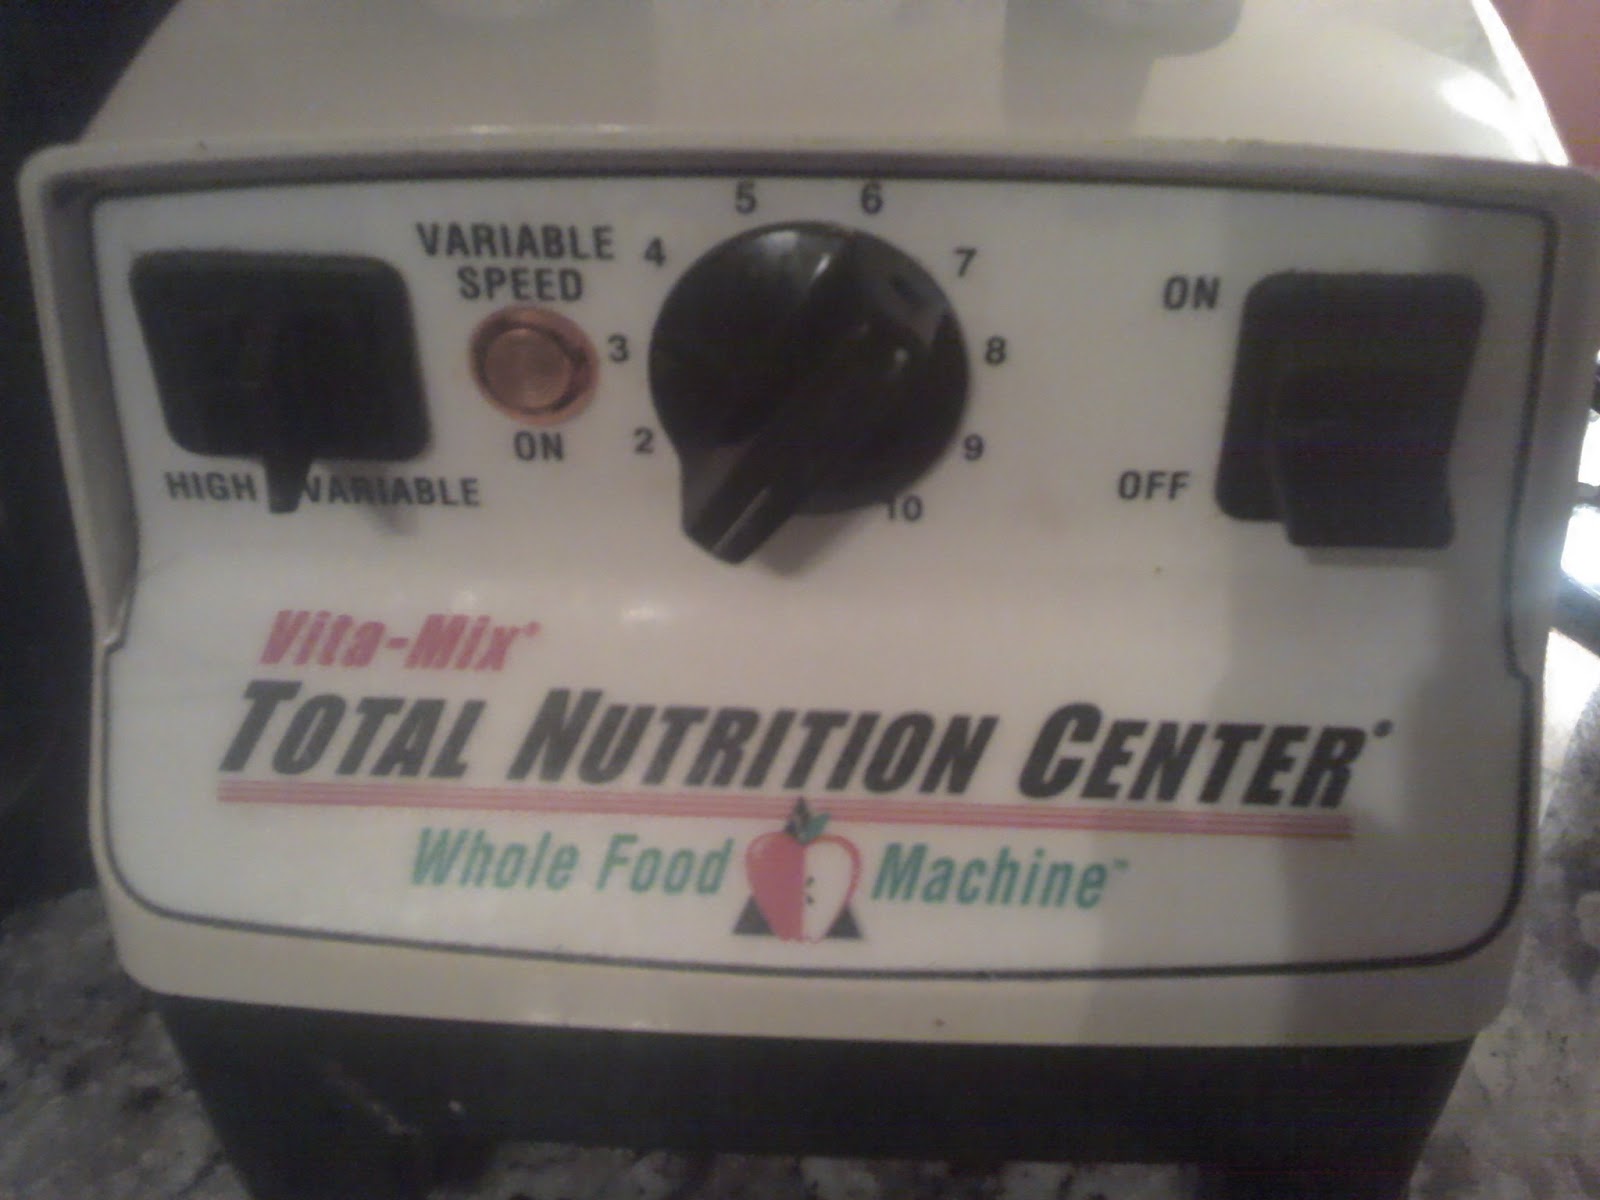 VARIABLE
SPEED
ON
HIGH VARIABLE
2
3
4
5
6
7
8
9
10
ON
OFF
Vita-Mix®
TOTAL NUTRITION CENTER®
Whole Food Machine™